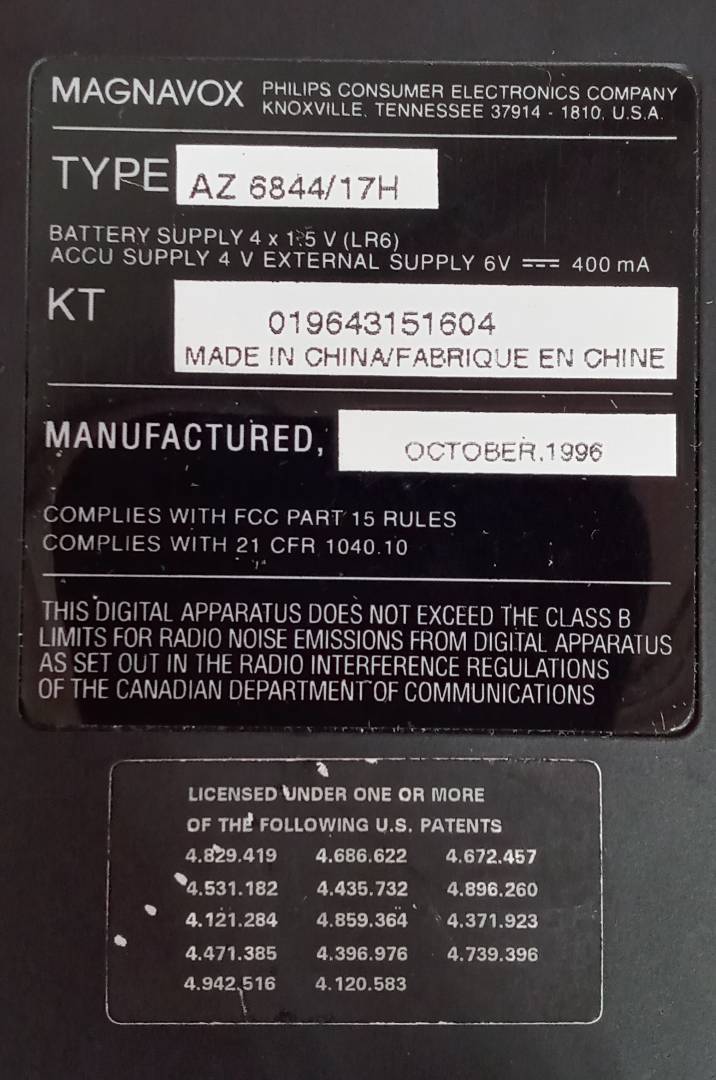 MAGNAVOX PHILIPS CONSUMER ELECTRONICS COMPANY
KNOXVILLE, TENNESSEE 37914 - 1810, U.S.A.
TYPE AZ 6844/17H
BATTERY SUPPLY 4 x 1.5 V (LR6)
ACCU SUPPLY 4 V EXTERNAL SUPPLY 6V ⎓ 400 mA
KT 019643151604
MADE IN CHINA/FABRIQUE EN CHINE
MANUFACTURED, OCTOBER.1996
COMPLIES WITH FCC PART 15 RULES
COMPLIES WITH 21 CFR 1040.10
THIS DIGITAL APPARATUS DOES NOT EXCEED THE CLASS B
LIMITS FOR RADIO NOISE EMISSIONS FROM DIGITAL APPARATUS
AS SET OUT IN THE RADIO INTERFERENCE REGULATIONS
OF THE CANADIAN DEPARTMENT OF COMMUNICATIONS
LICENSED UNDER ONE OR MORE
OF THE FOLLOWING U.S. PATENTS
4.829.419 4.686.622 4.672.457
4.531.182 4.435.732 4.896.260
4.121.284 4.859.364 4.371.923
4.471.385 4.396.976 4.739.396
4.942.516 4.120.583